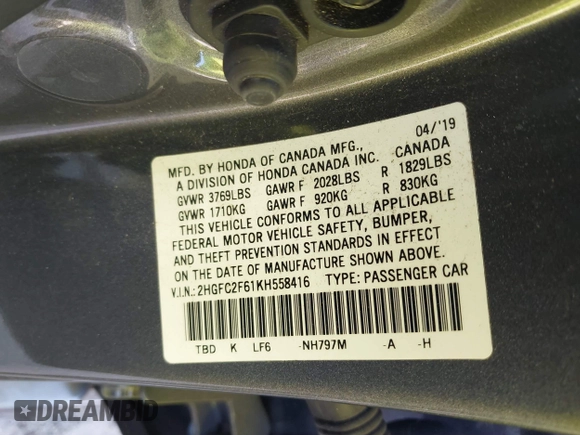 MFD. BY HONDA OF CANADA MFG., 04/'19
A DIVISION OF HONDA CANADA INC. CANADA
GVWR 3769LBS GAWR F 2028LBS R 1829LBS
GVWR 1710KG GAWR F 920KG R 830KG
THIS VEHICLE CONFORMS TO ALL APPLICABLE
FEDERAL MOTOR VEHICLE SAFETY, BUMPER,
AND THEFT PREVENTION STANDARDS IN EFFECT
ON THE DATE OF MANUFACTURE SHOWN ABOVE.
V.I.N.: 2HGFC2F61KH558416 TYPE: PASSENGER CAR
TBD K LF6 -NH797M -A -H
DREAMBID